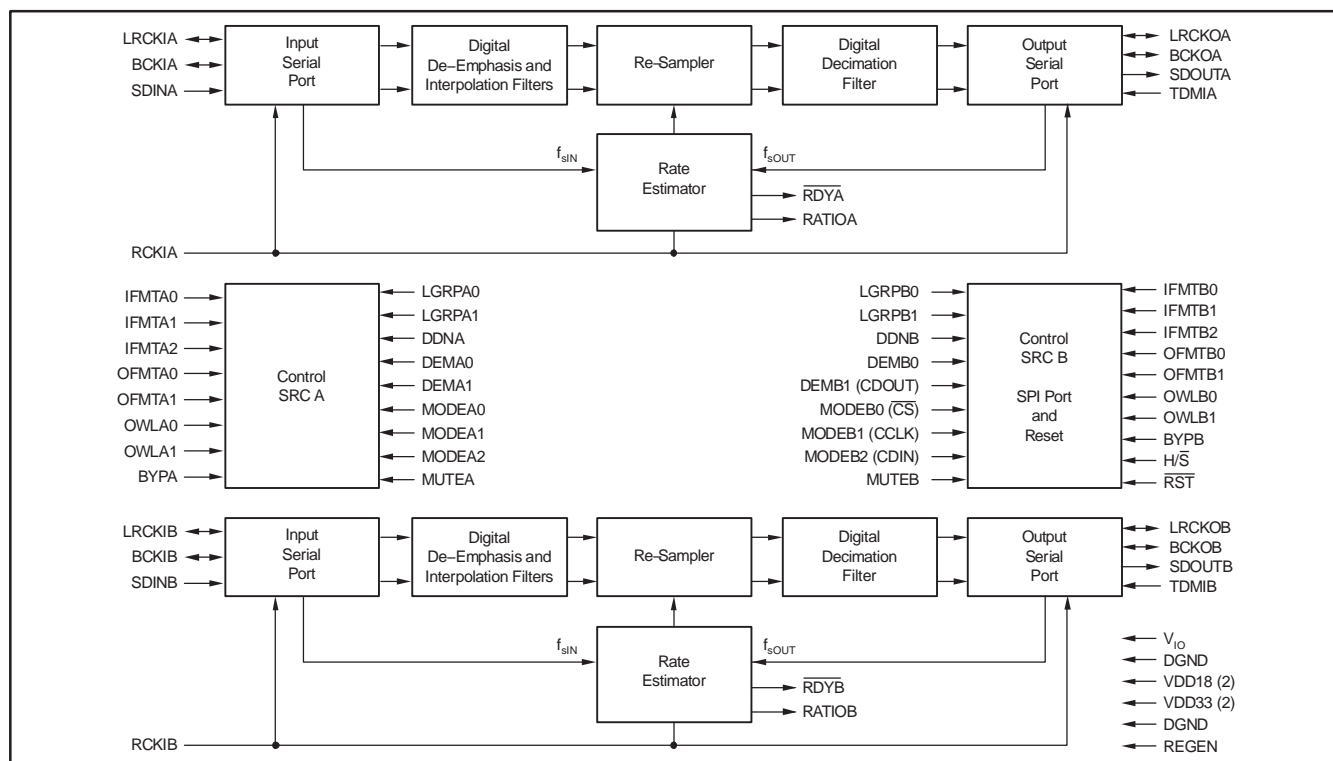 LRCKIA
BCKIA
SDINA
Input
Serial
Port
Digital
De–Emphasis and
Interpolation Filters
Re-Sampler
Digital
Decimation
Filter
Output
Serial
Port
LRCKOA
BCKOA
SDOUTA
TDMIA
fsIN
Rate
Estimator
fsOUT
RDYA
RATIOA
RCKIA
IFMTA0
IFMTA1
IFMTA2
OFMTA0
OFMTA1
OWLA0
OWLA1
BYPA
Control
SRC A
LGRPA0
LGRPA1
DDNA
DEMA0
DEMA1
MODEA0
MODEA1
MODEA2
MUTEA
LGRPB0
LGRPB1
DDNB
DEMB0
DEMB1 (CDOUT)
MODEB0 (CS)
MODEB1 (CCLK)
MODEB2 (CDIN)
MUTEB
Control
SRC B
SPI Port
and
Reset
IFMTB0
IFMTB1
IFMTB2
OFMTB0
OFMTB1
OWLB0
OWLB1
BYPB
H/S
RST
LRCKIB
BCKIB
SDINB
Input
Serial
Port
Digital
De–Emphasis and
Interpolation Filters
Re-Sampler
Digital
Decimation
Filter
Output
Serial
Port
LRCKOB
BCKOB
SDOUTB
TDMIB
fsIN
Rate
Estimator
fsOUT
RDYB
RATIOB
RCKIB
VIO
DGND
VDD18 (2)
VDD33 (2)
DGND
REGEN